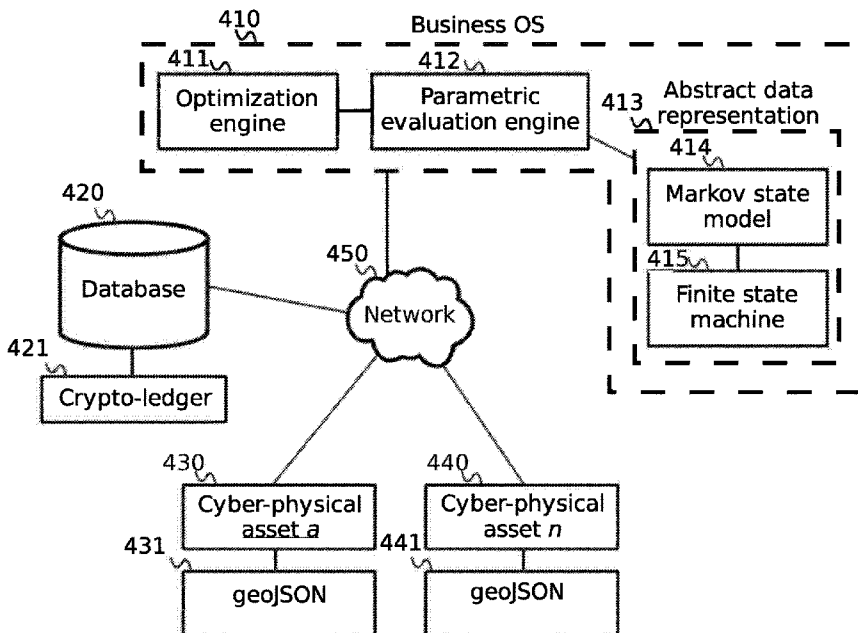 410
Business OS
411
Optimization
engine
412
Parametric
evaluation engine
413
Abstract data
representation
414
Markov state
model
415
Finite state
machine
420
Database
421
Crypto-ledger
450
Network
430
Cyber-physical
asset a
431
geoJSON
440
Cyber-physical
asset n
441
geoJSON